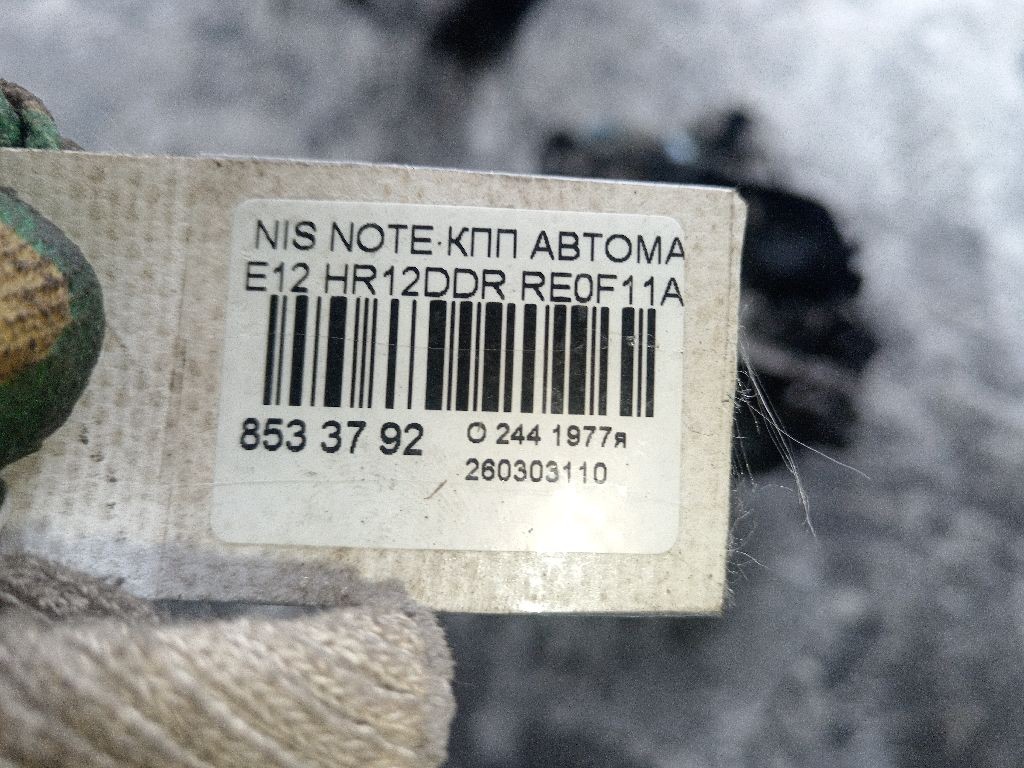 NIS NOTE·КПП АВТОМА
E12 HR12DDR RE0F11A
853 37 92
О 244 1977я
260303110